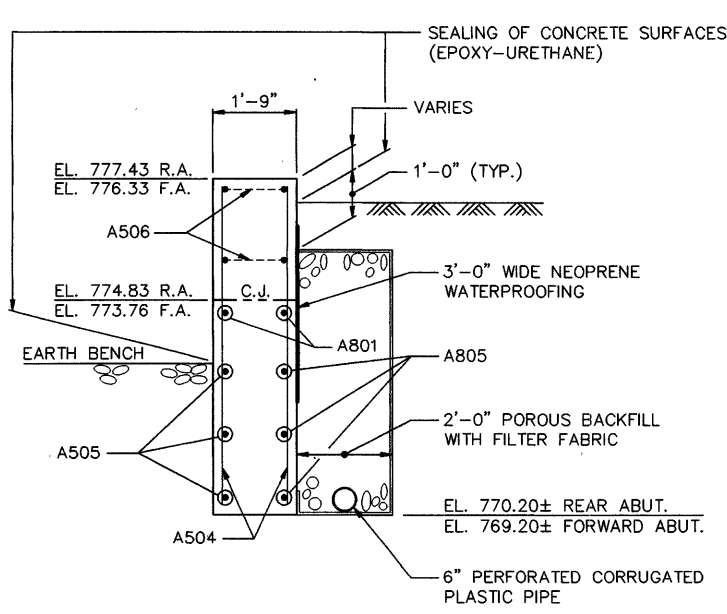 SEALING OF CONCRETE SURFACES
(EPOXY-URETHANE)
1'-9"
VARIES
EL. 777.43 R.A.
EL. 776.33 F.A.
1'-0" (TYP.)
A506
3'-0" WIDE NEOPRENE
WATERPROOFING
EL. 774.83 R.A.
C.J.
EL. 773.76 F.A.
A801
EARTH BENCH
A805
2'-0" POROUS BACKFILL
WITH FILTER FABRIC
A505
EL. 770.20± REAR ABUT.
EL. 769.20± FORWARD ABUT.
A504
6" PERFORATED CORRUGATED
PLASTIC PIPE